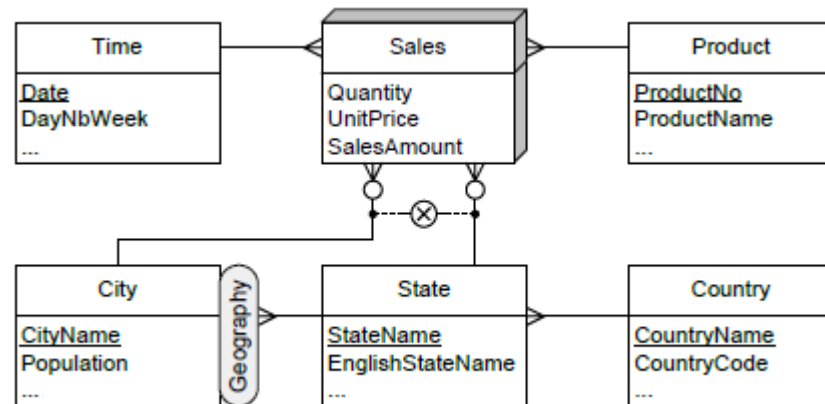 Time
Date
DayNbWeek
...
Sales
Quantity
UnitPrice
SalesAmount
Product
ProductNo
ProductName
...
City
CityName
Population
...
Geography
State
StateName
EnglishStateName
...
Country
CountryName
CountryCode
...